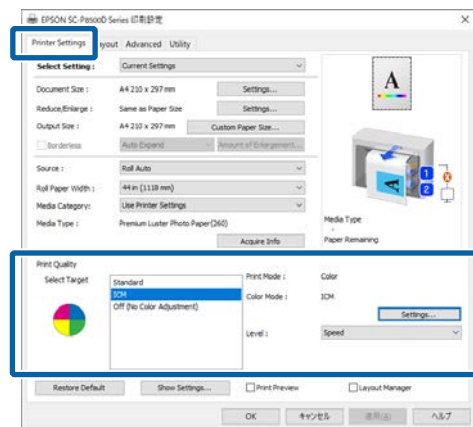 EPSON SC-P8500D Series 印刷設定
Printer Settings yout Advanced Utility
Select Setting : Current Settings
Document Size : A4 210 x 297 mm Settings...
Reduce/Enlarge : Same as Paper Size Settings...
Output Size : A4 210 x 297 mm Custom Paper Size...
Borderless Auto Expand Amount of Enlargement...
Source : Roll Auto
Roll Paper Width : 44 in (1118 mm)
Media Category: Use Printer Settings
Media Type : Premium Luster Photo Paper(260)
Acquire Info
A
A
1
2
Media Type
-
Paper Remaining
Print Quality
Select Target
Standard
ICM
Off (No Color Adjustment)
Print Mode : Color
Color Mode : ICM
Settings...
Level : Speed
Restore Default Show Settings... Print Preview Layout Manager
OK キャンセル 適用(A) ヘルプ